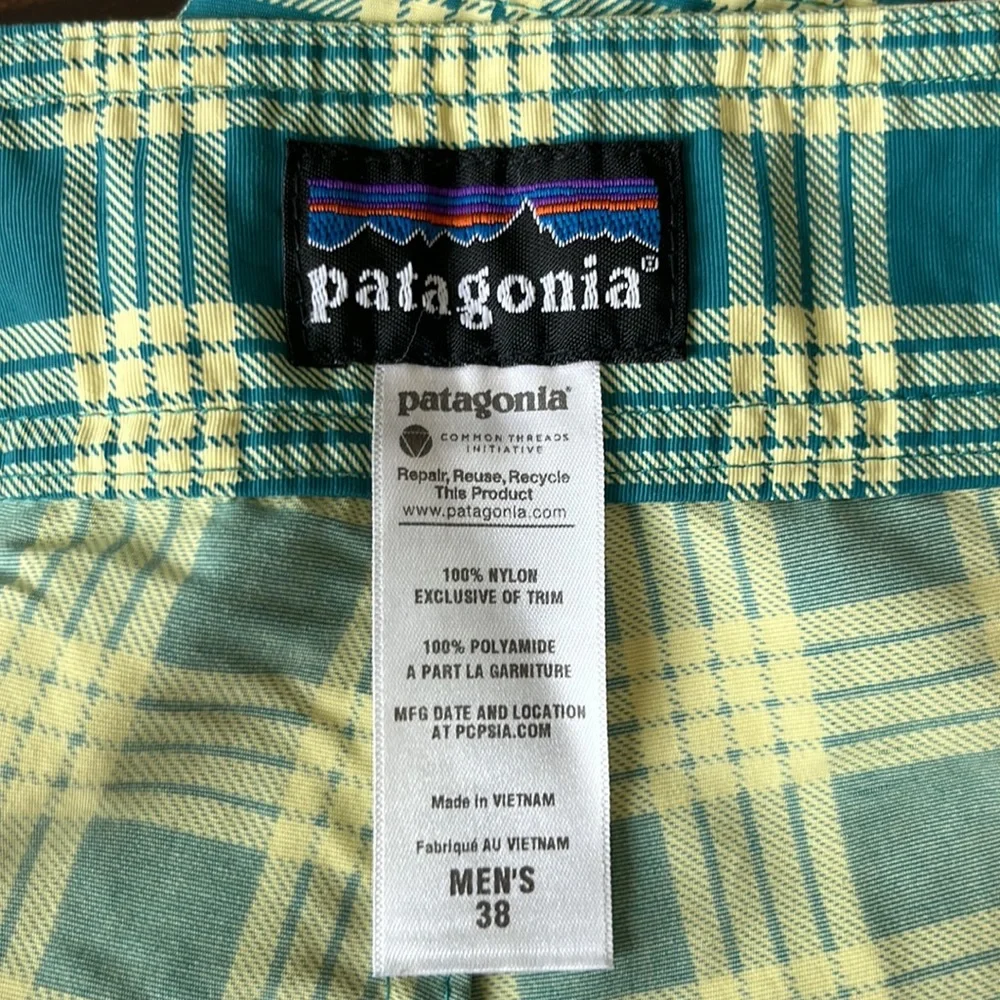 patagonia®
patagonia®
COMMON THREADS
INITIATIVE
Repair, Reuse, Recycle
This Product
www.patagonia.com
100% NYLON
EXCLUSIVE OF TRIM
100% POLYAMIDE
A PART LA GARNITURE
MFG DATE AND LOCATION
AT PCPSIA.COM
Made in VIETNAM
Fabriqué AU VIETNAM
MEN'S
38